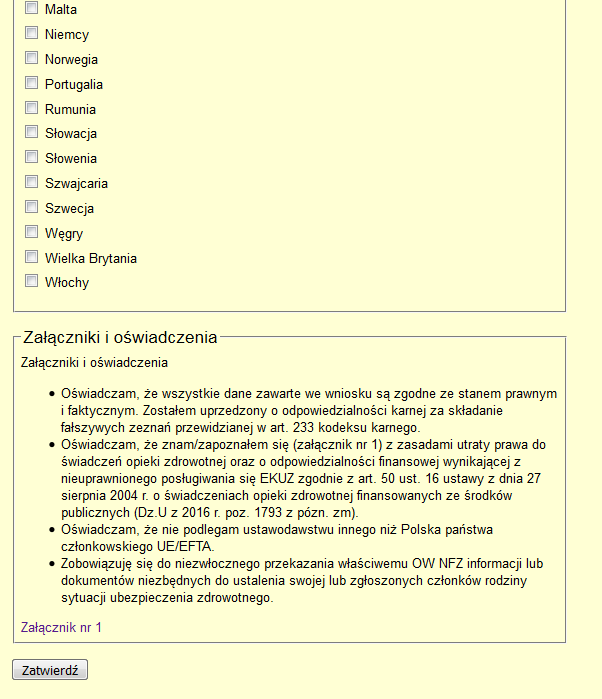 Malta
Niemcy
Norwegia
Portugalia
Rumunia
Słowacja
Słowenia
Szwajcaria
Szwecja
Węgry
Wielka Brytania
Włochy
Załączniki i oświadczenia
Załączniki i oświadczenia
Oświadczam, że wszystkie dane zawarte we wniosku są zgodne ze stanem prawnym
i faktycznym. Zostałem uprzedzony o odpowiedzialności karnej za składanie
fałszywych zeznań przewidzianej w art. 233 kodeksu karnego.
Oświadczam, że znam/zapoznałem się (załącznik nr 1) z zasadami utraty prawa do
świadczeń opieki zdrowotnej oraz o odpowiedzialności finansowej wynikającej z
nieuprawnionego posługiwania się EKUZ zgodnie z art. 50 ust. 16 ustawy z dnia 27
sierpnia 2004 r. o świadczeniach opieki zdrowotnej finansowanych ze środków
publicznych (Dz.U z 2016 r. poz. 1793 z pózn. zm).
Oświadczam, że nie podlegam ustawodawstwu innego niż Polska państwa
członkowskiego UE/EFTA.
Zobowiązuję się do niezwłocznego przekazania właściwemu OW NFZ informacji lub
dokumentów niezbędnych do ustalenia swojej lub zgłoszonych członków rodziny
sytuacji ubezpieczenia zdrowotnego.
Załącznik nr 1
Zatwierdź